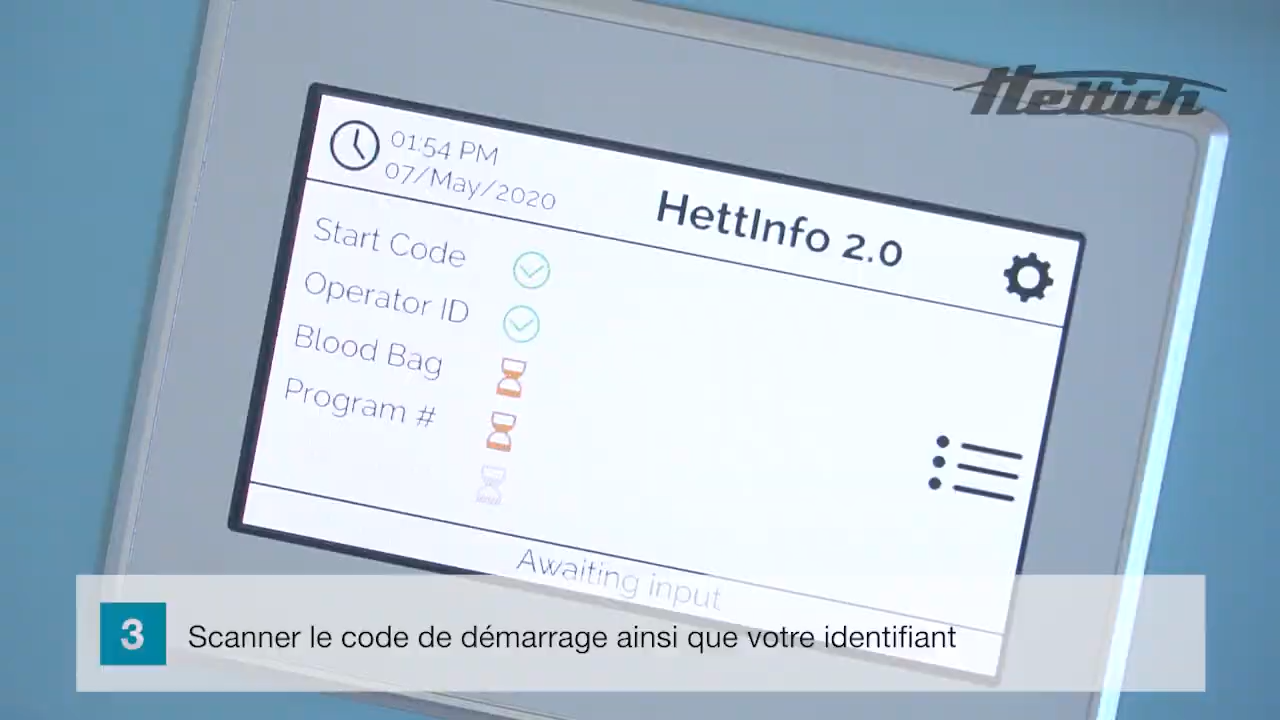 Hettich
01:54 PM
07/May/2020
HettInfo 2.0
Start Code
Operator ID
Blood Bag
Program #
Awaiting input
3 Scanner le code de démarrage ainsi que votre identifiant